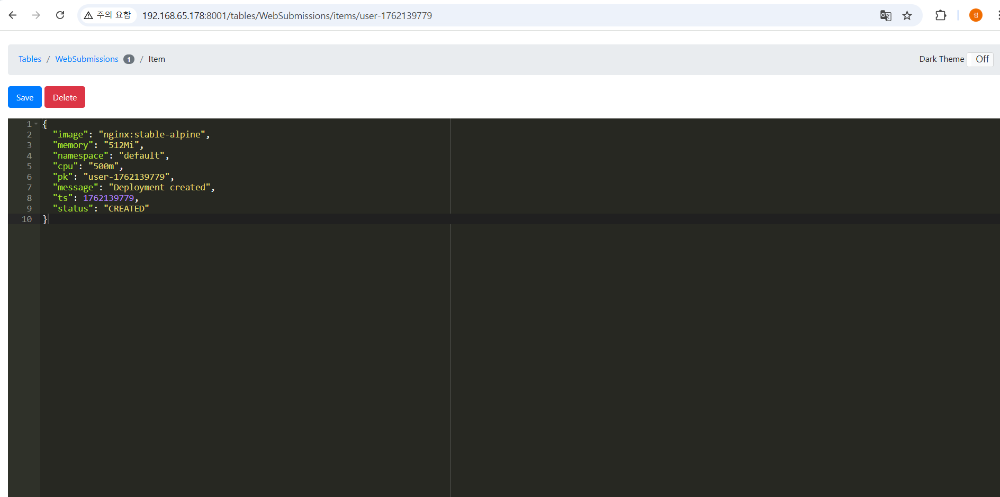 주의 요함 192.168.65.178:8001/tables/WebSubmissions/items/user-1762139779 림
Tables / WebSubmissions 1 / Item Dark Theme Off
Save Delete
1 {
2 "image": "nginx:stable-alpine",
3 "memory": "512Mi",
4 "namespace": "default",
5 "cpu": "500m",
6 "pk": "user-1762139779",
7 "message": "Deployment created",
8 "ts": 1762139779,
9 "status": "CREATED"
10 }